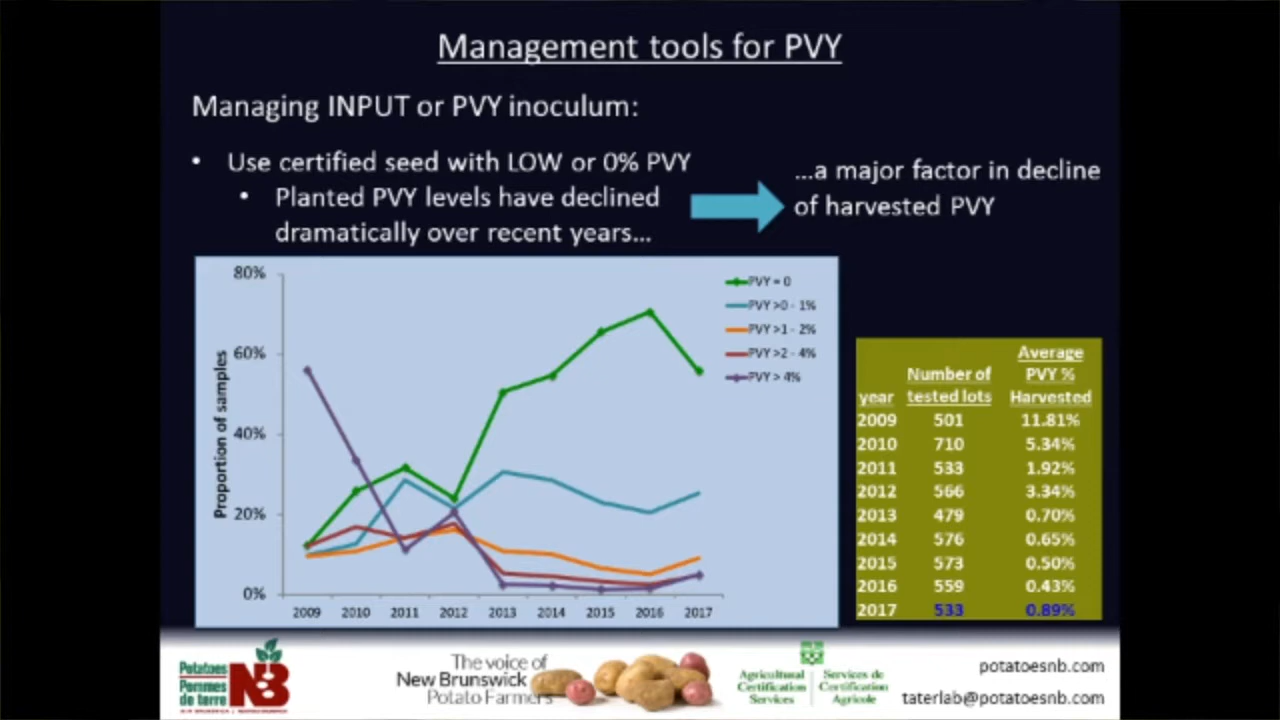 Management tools for PVY
Managing INPUT or PVY inoculum:
• Use certified seed with LOW or 0% PVY
• Planted PVY levels have declined
dramatically over recent years...
...a major factor in decline
of harvested PVY
80%
60%
40%
20%
0%
Proportion of samples
2009 2010 2011 2012 2013 2014 2015 2016 2017
PVY = 0
PVY >0 - 1%
PVY >1 - 2%
PVY >2 - 4%
PVY > 4%
Average
Number of PVY %
year tested lots Harvested
2009 501 11.81%
2010 710 5.34%
2011 533 1.92%
2012 566 3.34%
2013 479 0.70%
2014 576 0.65%
2015 573 0.50%
2016 559 0.43%
2017 533 0.89%
Potatoes
Pommes
de terre
NB
The voice of
New Brunswick
Potato Farmers
Agricultural
Certification
Services
Services de
Certification
Agricole
potatoesnb.com
taterlab@potatoesnb.com